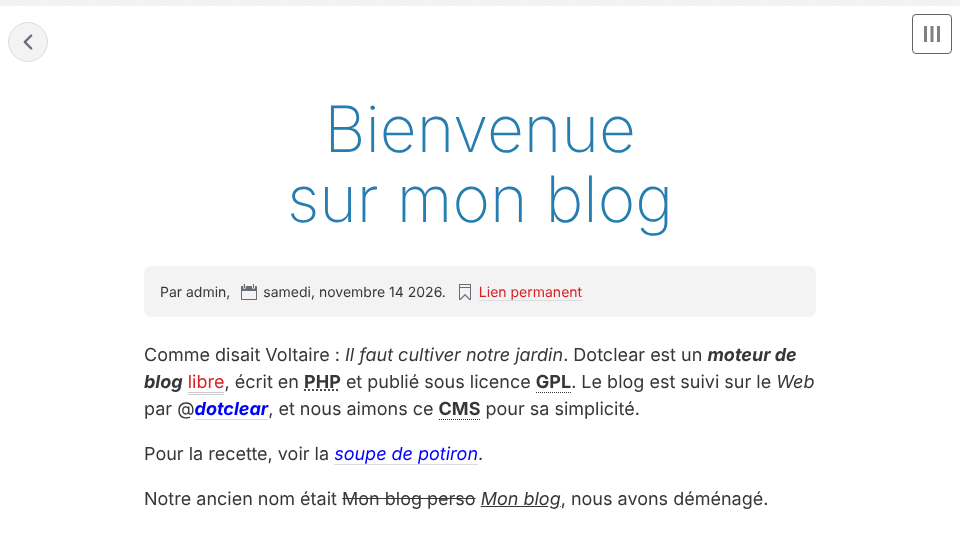 Bienvenue
sur mon blog
Par admin, samedi, novembre 14 2026. Lien permanent
Comme disait Voltaire : Il faut cultiver notre jardin. Dotclear est un moteur de
blog libre, écrit en PHP et publié sous licence GPL. Le blog est suivi sur le Web
par @dotclear, et nous aimons ce CMS pour sa simplicité.
Pour la recette, voir la soupe de potiron.
Notre ancien nom était Mon blog perso Mon blog, nous avons déménagé.